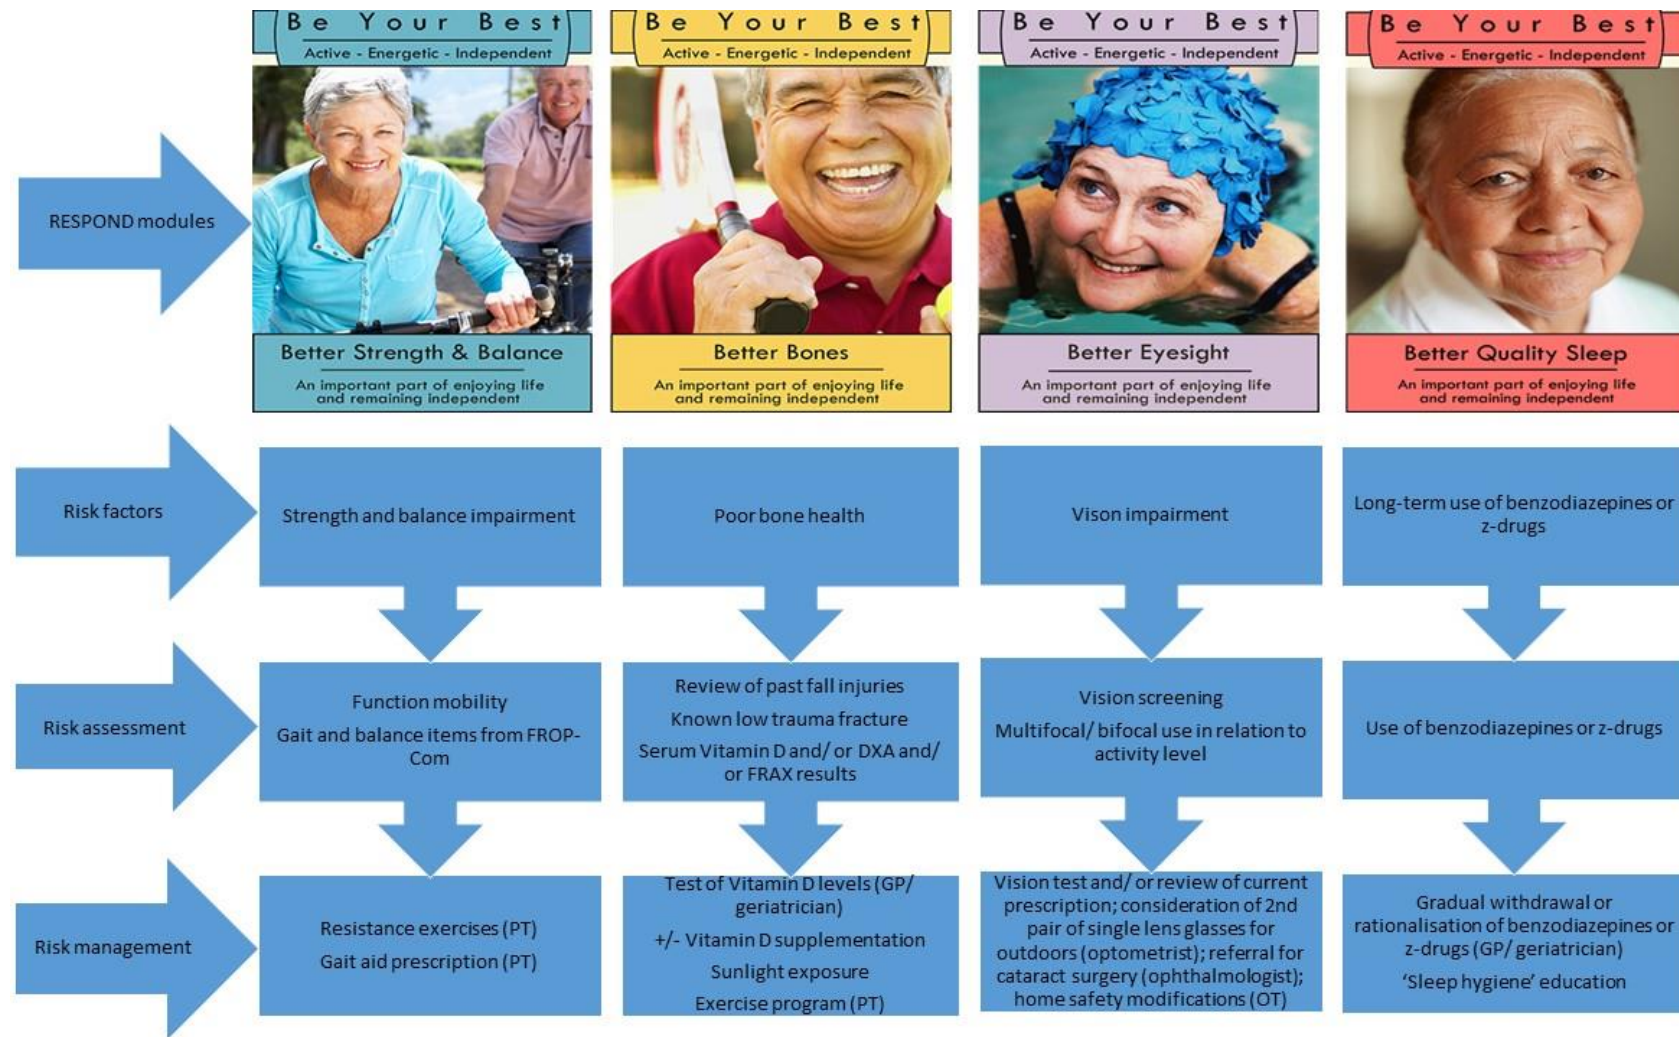 Be Your Best
Active - Energetic - Independent
Be Your Best
Active - Energetic - Independent
Be Your Best
Active - Energetic - Independent
Be Your Best
Active - Energetic - Independent
RESPOND modules
Better Strength & Balance
An important part of enjoying life
and remaining independent
Better Bones
An important part of enjoying life
and remaining independent
Better Eyesight
An important part of enjoying life
and remaining independent
Better Quality Sleep
An important part of enjoying life
and remaining independent
Risk factors
Strength and balance impairment
Poor bone health
Vison impairment
Long-term use of benzodiazepines or
z-drugs
Risk assessment
Function mobility
Gait and balance items from FROP-
Com
Review of past fall injuries
Known low trauma fracture
Serum Vitamin D and/ or DXA and/
or FRAX results
Vision screening
Multifocal/ bifocal use in relation to
activity level
Use of benzodiazepines or z-drugs
Risk management
Resistance exercises (PT)
Gait aid prescription (PT)
Test of Vitamin D levels (GP/
geriatrician)
+/- Vitamin D supplementation
Sunlight exposure
Exercise program (PT)
Vision test and/ or review of current
prescription; consideration of 2nd
pair of single lens glasses for
outdoors (optometrist); referral for
cataract surgery (ophthalmologist);
home safety modifications (OT)
Gradual withdrawal or
rationalisation of benzodiazepines or
z-drugs (GP/ geriatrician)
‘Sleep hygiene’ education